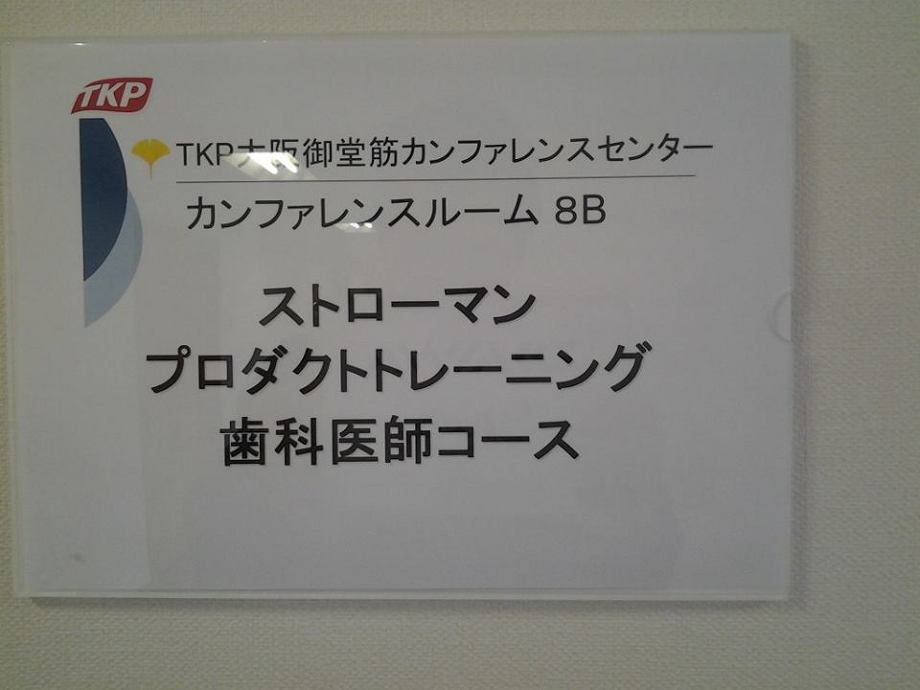 TKP
TKP大阪御堂筋カンファレンスセンター
カンファレンスルーム 8B
ストローマン
プロダクトトレーニング
歯科医師コース